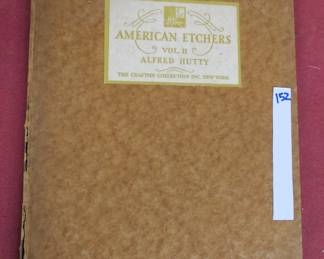 AMERICAN ETCHERS
VOL. II
ALFRED HUTTY
THE CRAFTON COLLECTION INC. NEW YORK
152